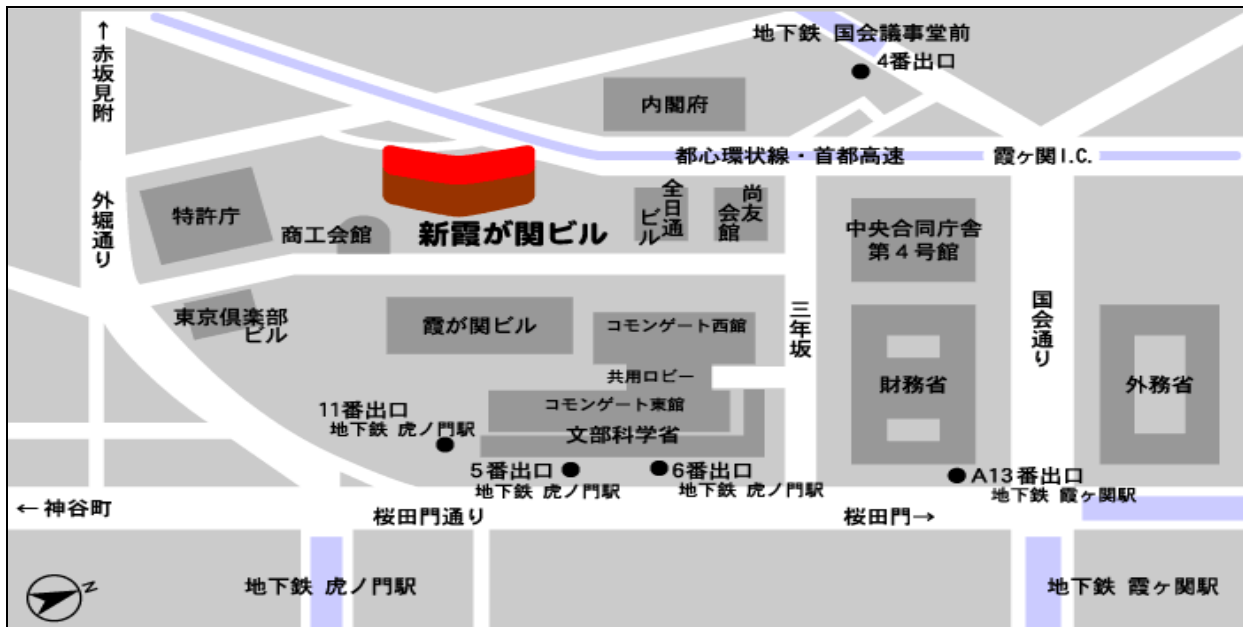 ↑赤坂見附
外堀通り
地下鉄 国会議事堂前
4番出口
内閣府
都心環状線・首都高速
霞ヶ関I.C.
特許庁
商工会館
新霞が関ビル
全日通
ビル
尚友
会館
中央合同庁舎
第4号館
東京倶楽部
ビル
霞が関ビル
コモンゲート西館
三年坂
国会通り
共用ロビー
財務省
外務省
コモンゲート東館
文部科学省
11番出口
地下鉄 虎ノ門駅
5番出口
地下鉄 虎ノ門駅
6番出口
地下鉄 虎ノ門駅
A13番出口
地下鉄 霞ヶ関駅
←神谷町
桜田門通り
桜田門→
地下鉄 虎ノ門駅
地下鉄 霞ヶ関駅
N